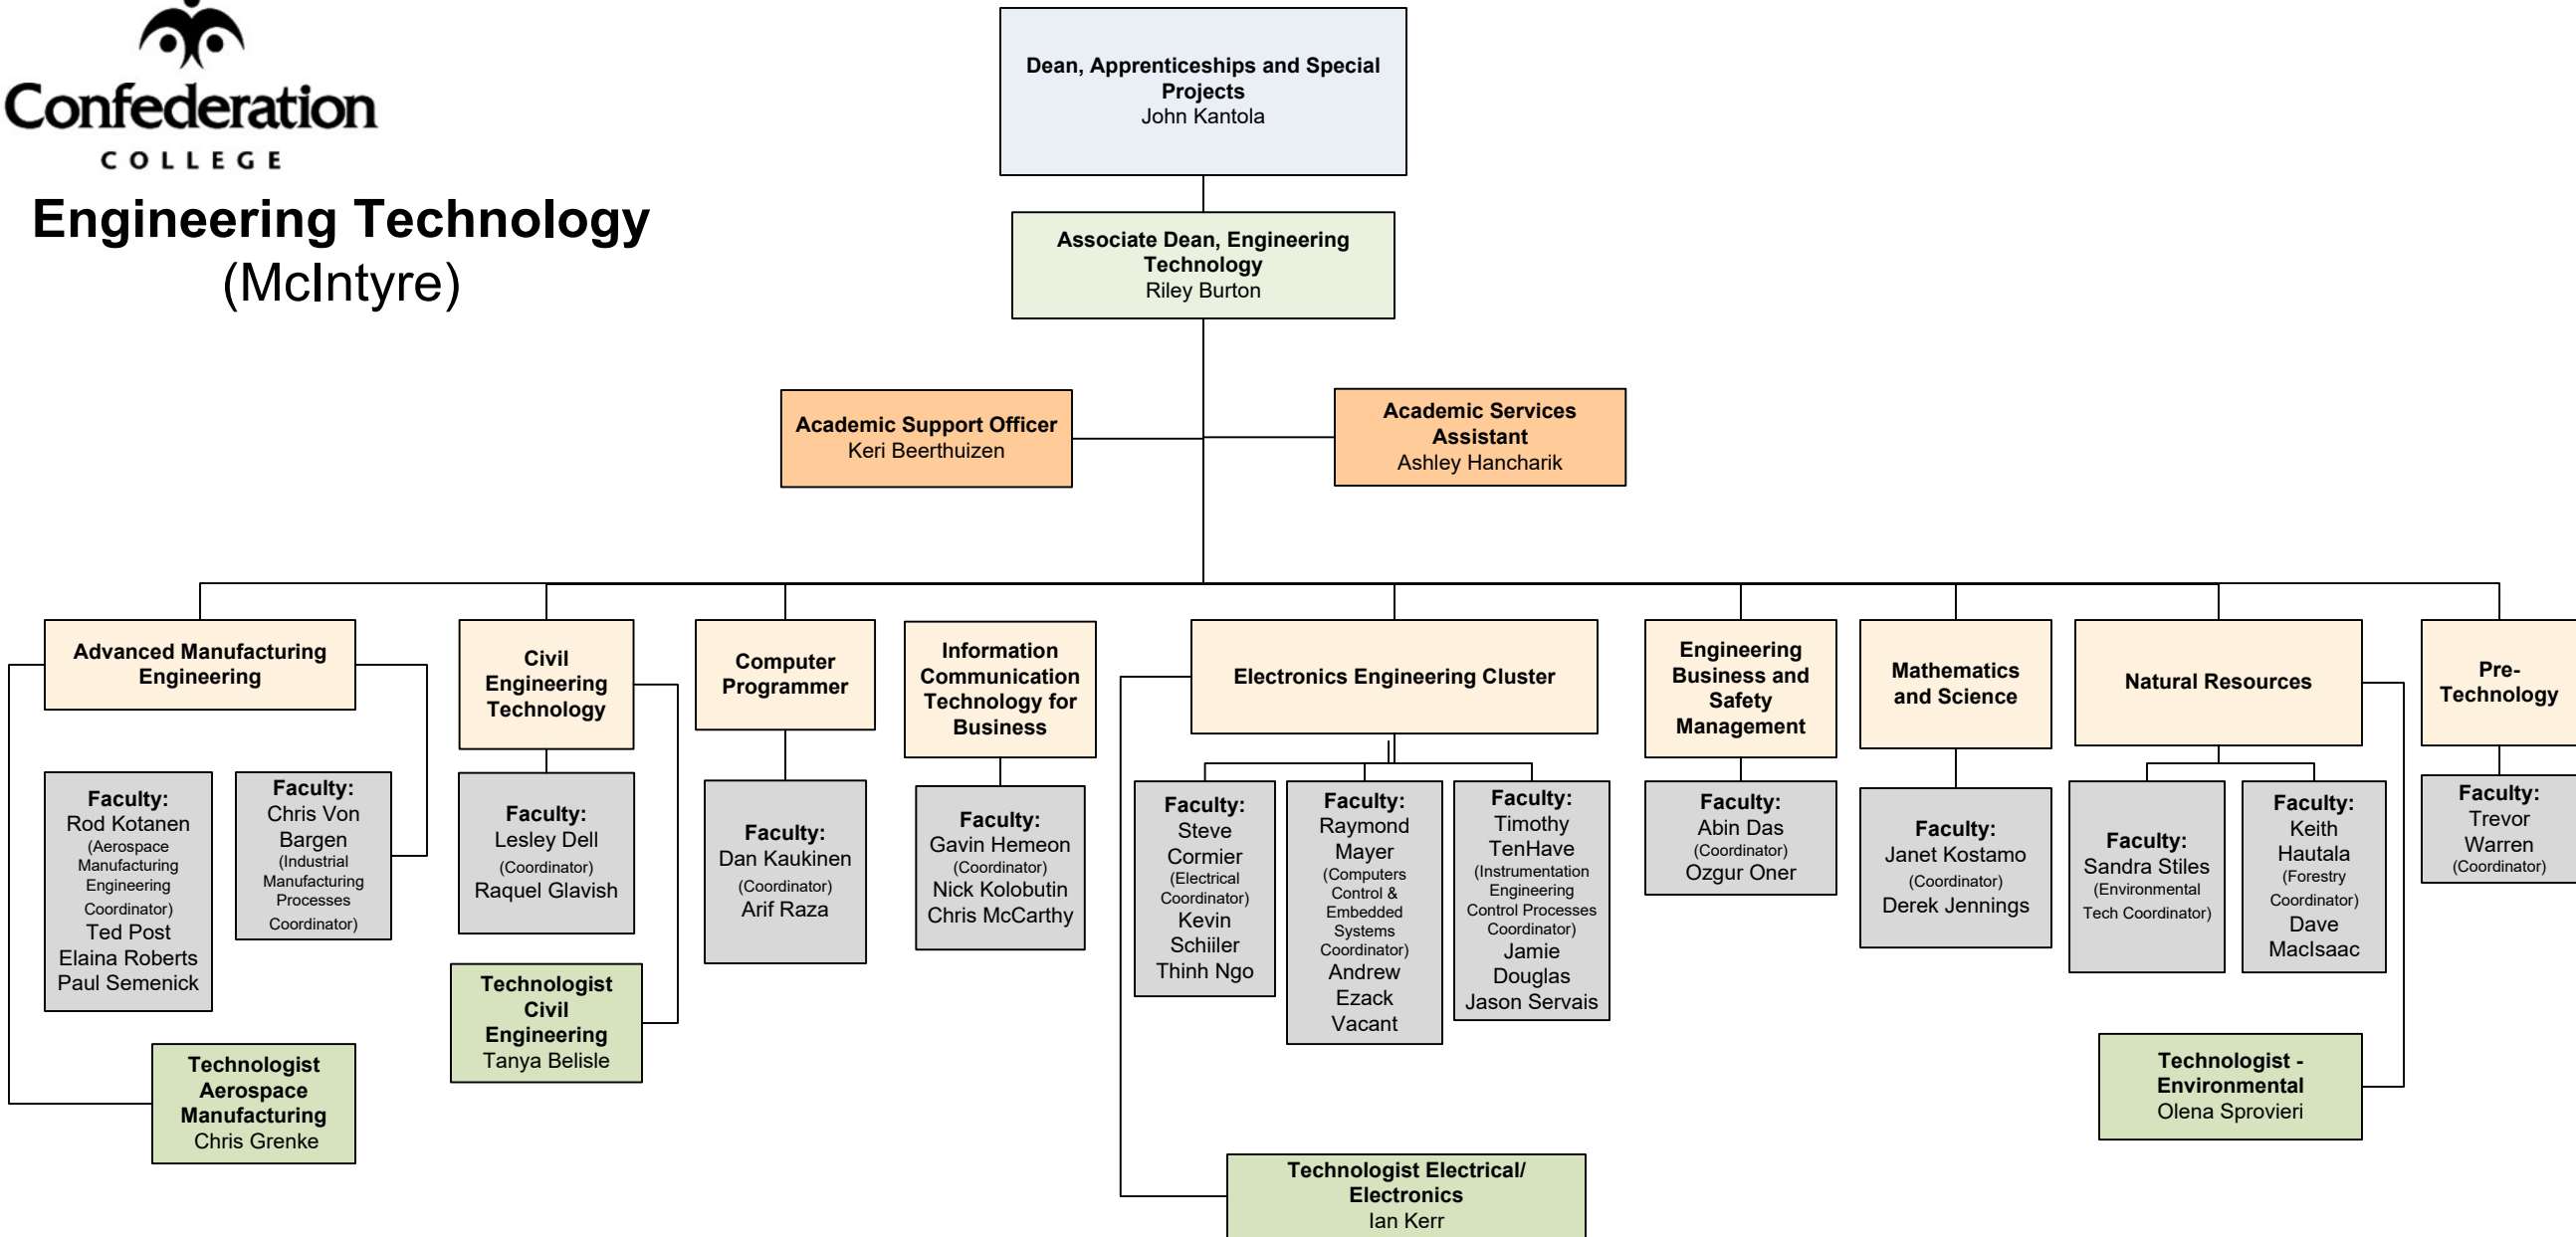 Confederation
COLLEGE
Engineering Technology
(McIntyre)
Dean, Apprenticeships and Special
Projects
John Kantola
Associate Dean, Engineering
Technology
Riley Burton
Academic Support Officer
Keri Beerthuizen
Academic Services
Assistant
Ashley Hancharik
Advanced Manufacturing
Engineering
Faculty:
Rod Kotanen
(Aerospace
Manufacturing
Engineering
Coordinator)
Ted Post
Elaina Roberts
Paul Semenick
Faculty:
Chris Von
Bargen
(Industrial
Manufacturing
Processes
Coordinator)
Technologist
Aerospace
Manufacturing
Chris Grenke
Civil
Engineering
Technology
Faculty:
Lesley Dell
(Coordinator)
Raquel Glavish
Technologist
Civil
Engineering
Tanya Belisle
Computer
Programmer
Faculty:
Dan Kaukinen
(Coordinator)
Arif Raza
Information
Communication
Technology for
Business
Faculty:
Gavin Hemeon
(Coordinator)
Nick Kolobutin
Chris McCarthy
Electronics Engineering Cluster
Faculty:
Steve
Cormier
(Electrical
Coordinator)
Kevin
Schiiler
Thinh Ngo
Faculty:
Raymond
Mayer
(Computers
Control &
Embedded
Systems
Coordinator)
Andrew
Ezack
Vacant
Faculty:
Timothy
TenHave
(Instrumentation
Engineering
Control Processes
Coordinator)
Jamie
Douglas
Jason Servais
Technologist Electrical/
Electronics
Ian Kerr
Engineering
Business and
Safety
Management
Faculty:
Abin Das
(Coordinator)
Ozgur Oner
Mathematics
and Science
Faculty:
Janet Kostamo
(Coordinator)
Derek Jennings
Natural Resources
Faculty:
Sandra Stiles
(Environmental
Tech Coordinator)
Faculty:
Keith
Hautala
(Forestry
Coordinator)
Dave
MacIsaac
Technologist -
Environmental
Olena Sprovieri
Pre-
Technology
Faculty:
Trevor
Warren
(Coordinator)